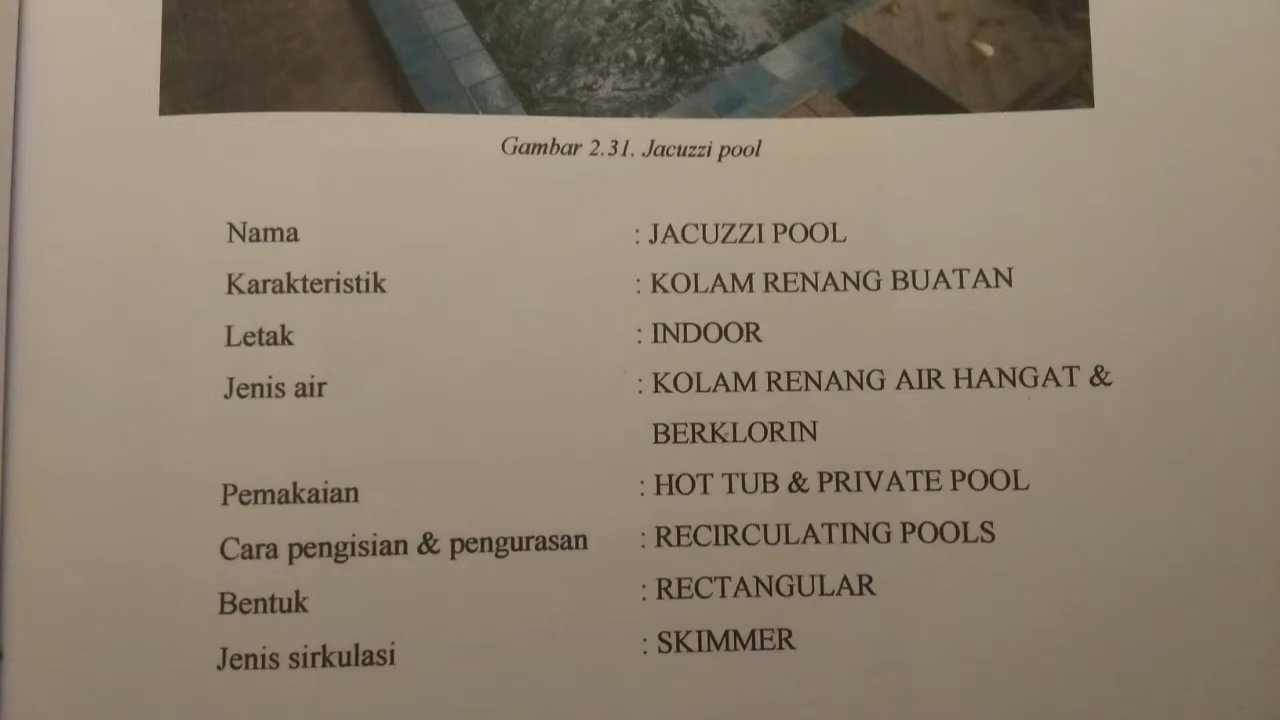 Gambar 2.31. Jacuzzi pool
Nama : JACUZZI POOL
Karakteristik : KOLAM RENANG BUATAN
Letak : INDOOR
Jenis air : KOLAM RENANG AIR HANGAT &
BERKLORIN
Pemakaian : HOT TUB & PRIVATE POOL
Cara pengisian & pengurasan : RECIRCULATING POOLS
Bentuk : RECTANGULAR
Jenis sirkulasi : SKIMMER